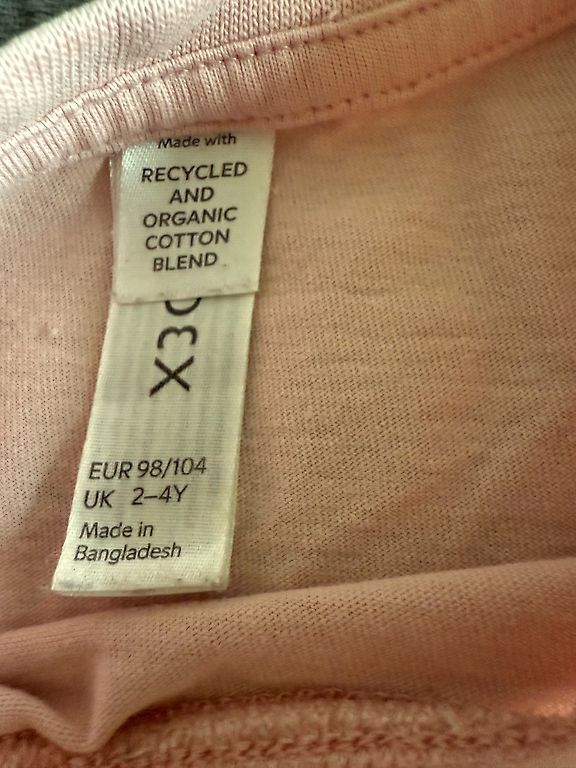 Made with
RECYCLED
AND
ORGANIC
COTTON
BLEND
EUR 98/104
UK 2–4Y
Made in
Bangladesh